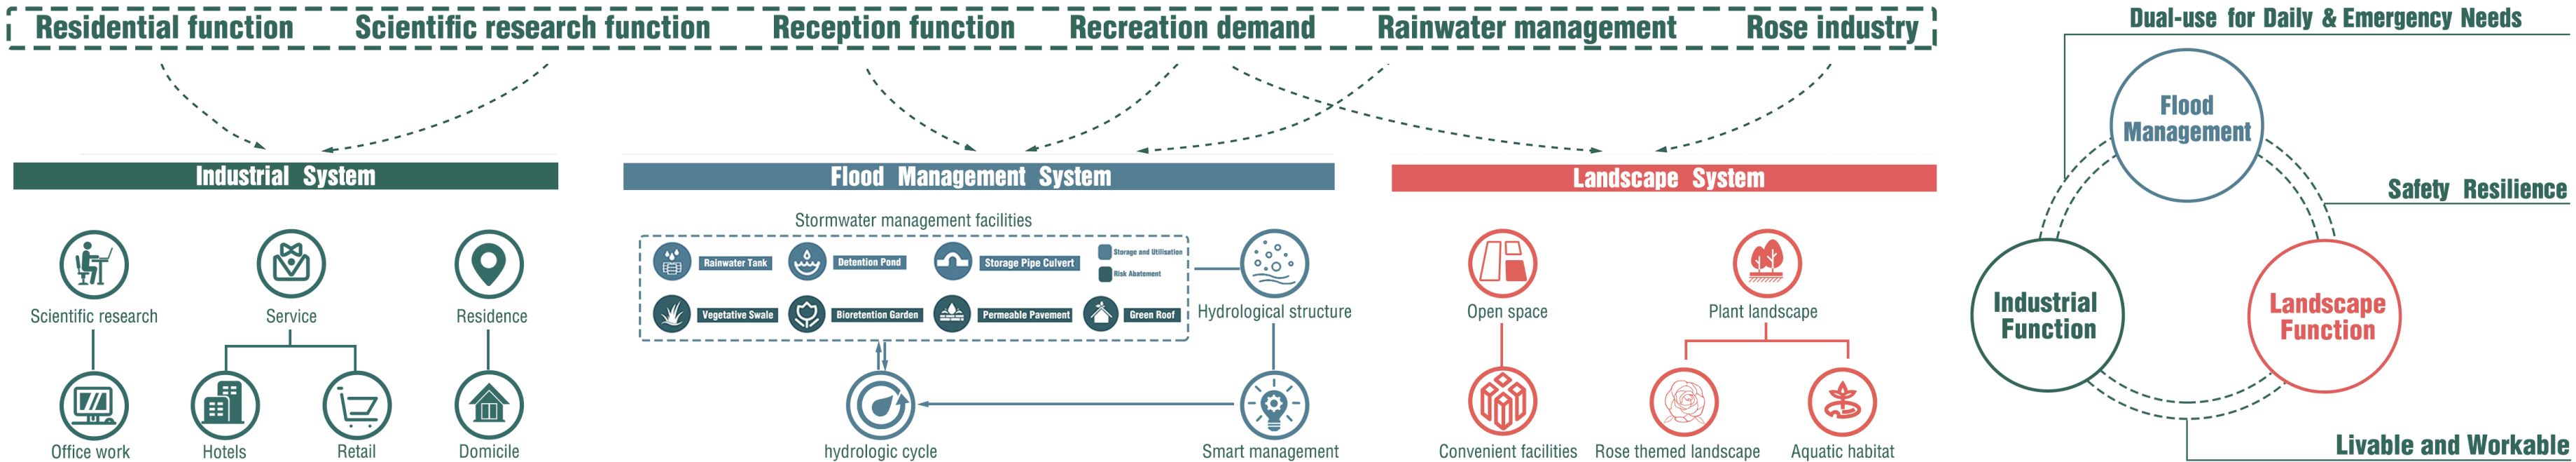 Residential function Scientific research function Reception function Recreation demand Rainwater management Rose industry
Industrial System
Scientific research Service Residence
Office work Hotels Retail Domicile
Flood Management System
Stormwater management facilities
Rainwater Tank Detention Pond Storage Pipe Culvert
Storage and Utilisation
Risk Abatement
Vegetative Swale Bioretention Garden Permeable Pavement Green Roof
Hydrological structure
hydrologic cycle Smart management
Landscape System
Open space Plant landscape
Convenient facilities Rose themed landscape Aquatic habitat
Dual-use for Daily & Emergency Needs
Flood
Management
Safety Resilience
Industrial
Function
Landscape
Function
Livable and Workable